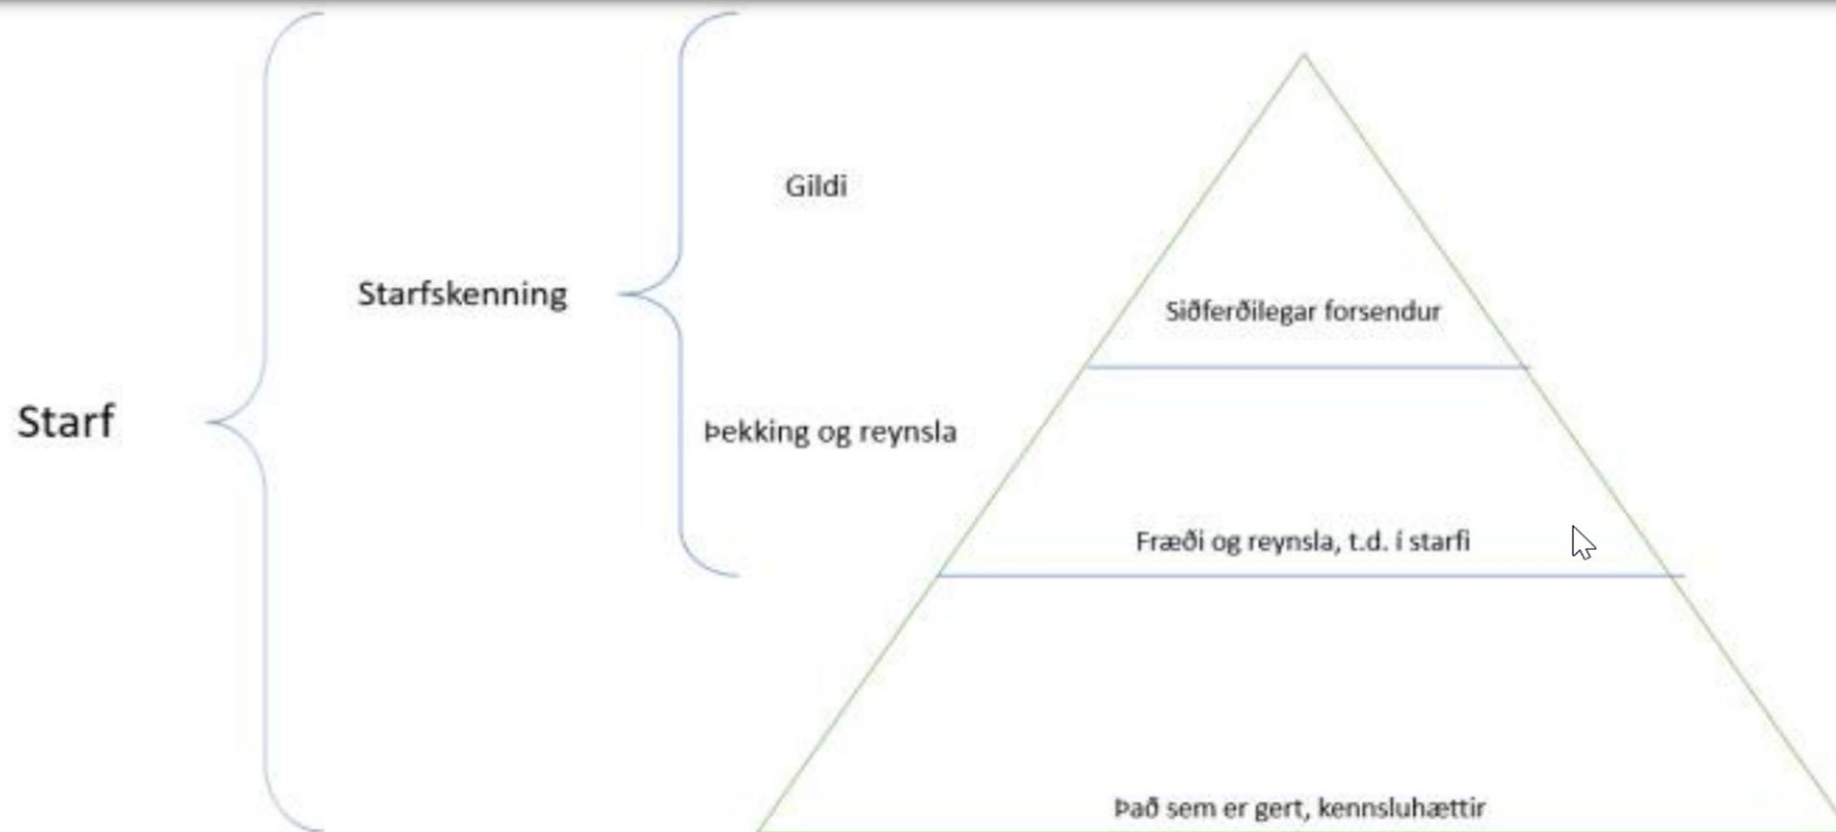 Gildi
Starfskenning
Siðferðilegar forsendur
Starf
Þekking og reynsla
Fræði og reynsla, t.d. í starfi
Það sem er gert, kennsluhættir